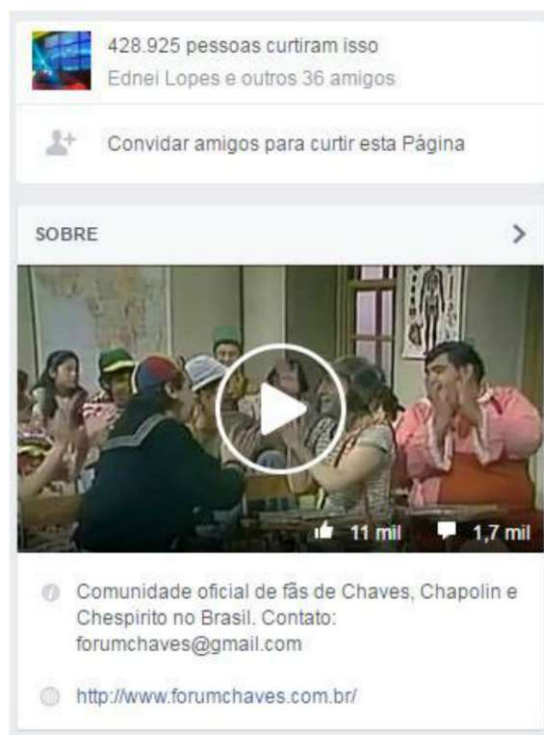 428.925 pessoas curtiram isso
Ednei Lopes e outros 36 amigos
Convidar amigos para curtir esta Página
SOBRE
11 mil 1,7 mil
Comunidade oficial de fãs de Chaves, Chapolin e
Chespirito no Brasil. Contato:
forumchaves@gmail.com
http://www.forumchaves.com.br/